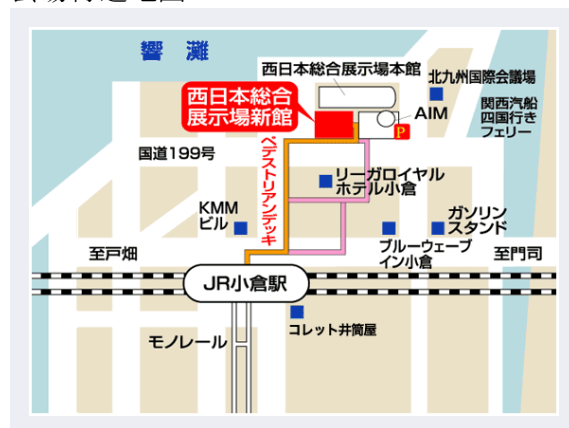 響灘
西日本総合展示場本館
北九州国際会議場
西日本総合
展示場新館
AIM
関西汽船
四国行き
フェリー
P
国道199号
ペデストリアンデッキ
リーガロイヤル
ホテル小倉
KMM
ビル
ガソリン
スタンド
至戸畑
ブルーウェーブ
イン小倉
至門司
JR小倉駅
コレット井筒屋
モノレール